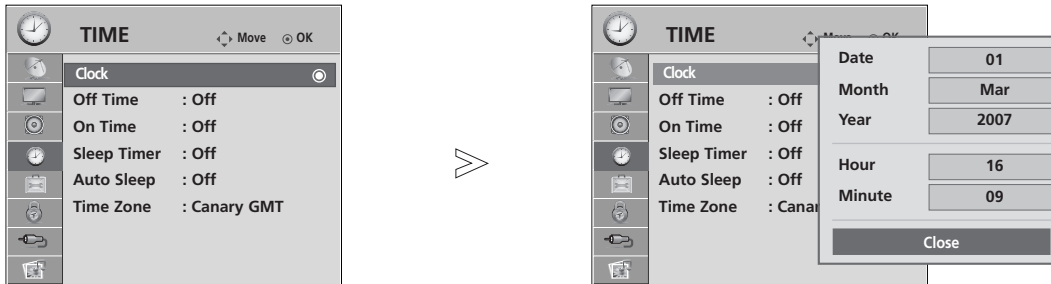 TIME Move OK
Clock
Off Time : Off
On Time : Off
Sleep Timer : Off
Auto Sleep : Off
Time Zone : Canary GMT
>
TIME
Clock
Off Time : Off
On Time : Off
Sleep Timer : Off
Auto Sleep : Off
Time Zone : Canar
Date 01
Month Mar
Year 2007
Hour 16
Minute 09
Close